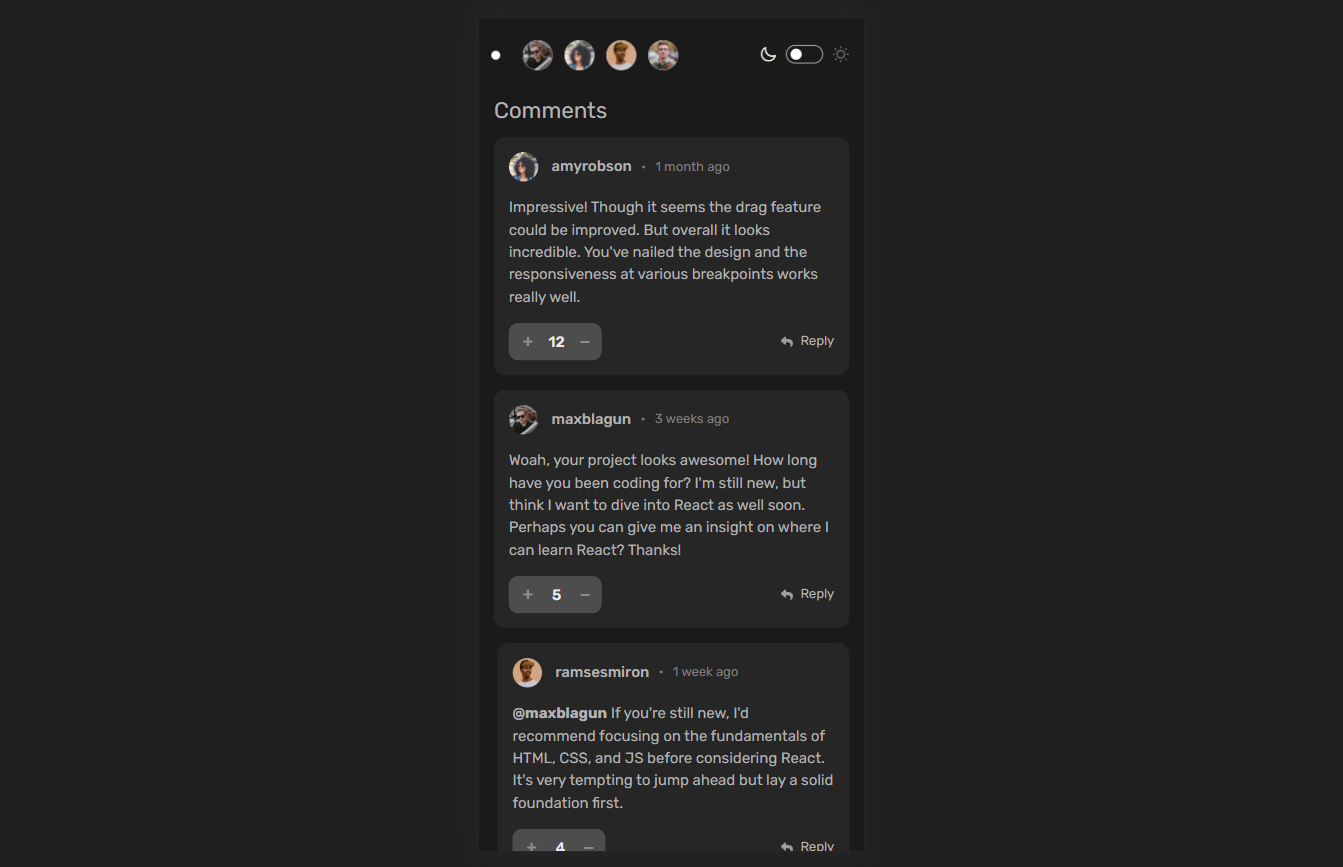 Comments
amyrobson · 1 month ago
Impressive! Though it seems the drag feature
could be improved. But overall it looks
incredible. You've nailed the design and the
responsiveness at various breakpoints works
really well.
+ 12 −
Reply
maxblagun · 3 weeks ago
Woah, your project looks awesome! How long
have you been coding for? I'm still new, but
think I want to dive into React as well soon.
Perhaps you can give me an insight on where I
can learn React? Thanks!
+ 5 −
Reply
ramsesmiron · 1 week ago
@maxblagun If you're still new, I'd
recommend focusing on the fundamentals of
HTML, CSS, and JS before considering React.
It's very tempting to jump ahead but lay a solid
foundation first.
+ 4 −
Reply